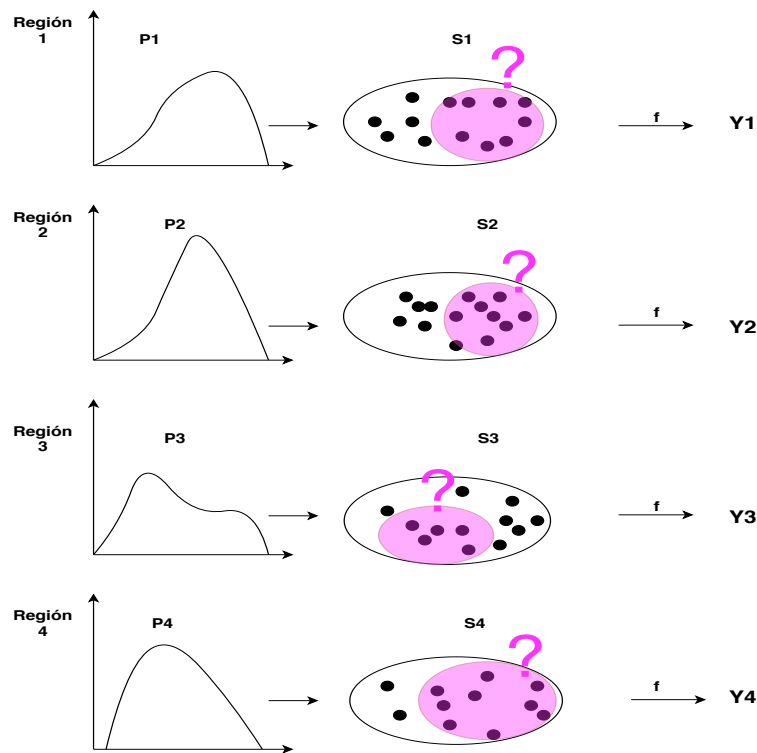 Región
1
P1
S1
?
f
Y1
Región
2
P2
S2
?
f
Y2
Región
3
P3
S3
?
f
Y3
Región
4
P4
S4
?
f
Y4